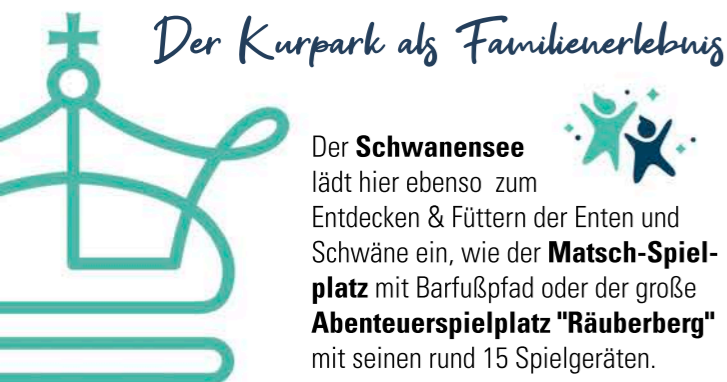 Der Kurpark als Familienerlebnis
Der Schwanensee
lädt hier ebenso zum
Entdecken & Füttern der Enten und
Schwäne ein, wie der Matsch-Spiel-
platz mit Barfußpfad oder der große
Abenteuerspielplatz "Räuberberg"
mit seinen rund 15 Spielgeräten.